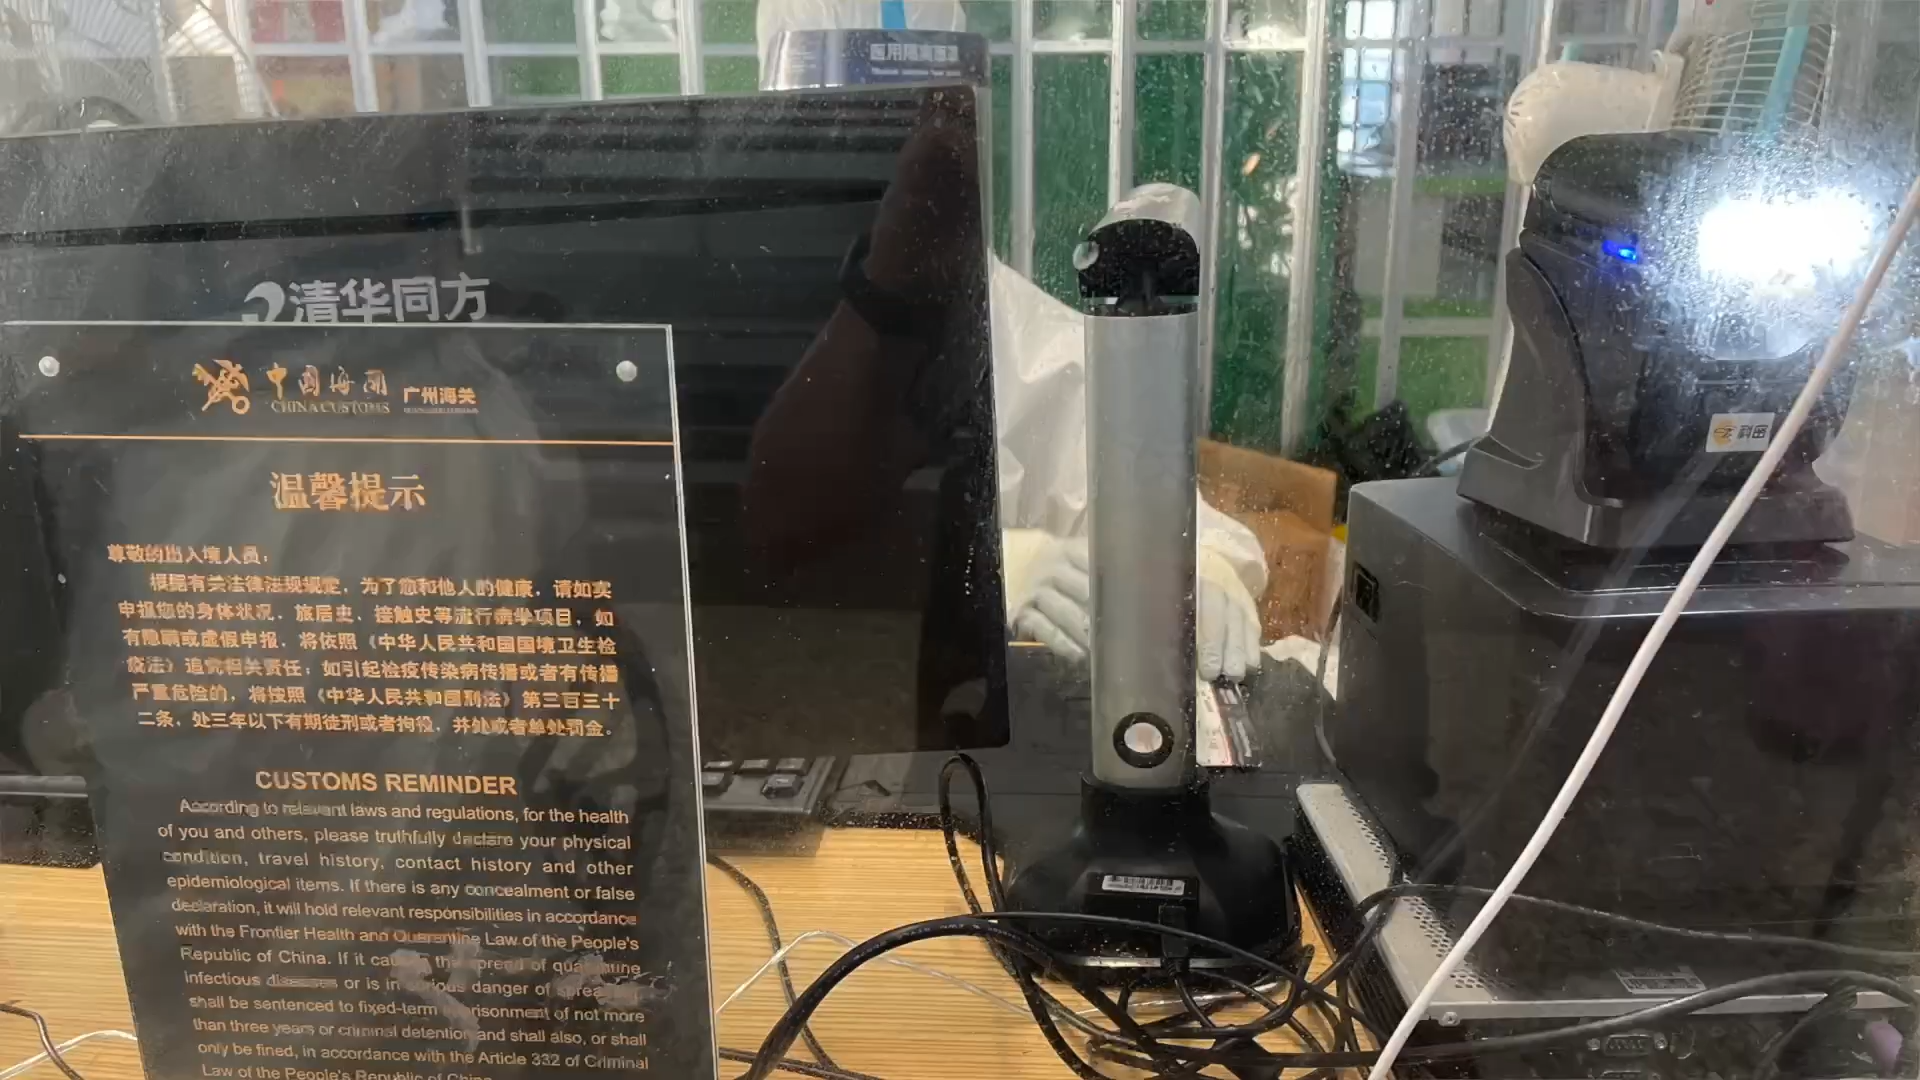 医用隔离面罩
清华同方
中国海关 广州海关
CHINA CUSTOMS
温馨提示
尊敬的出入境人员：
根据有关法律法规规定，为了您和他人的健康，请如实
申报您的身体状况、旅居史、接触史等流行病学项目，如
有隐瞒或虚假申报，将依照《中华人民共和国国境卫生检
疫法》追究相关责任；如引起检疫传染病传播或者有传播
严重危险的，将按照《中华人民共和国刑法》第三百三十
二条，处三年以下有期徒刑或者拘役，并处或者单处罚金。
CUSTOMS REMINDER
According to relevant laws and regulations, for the health
of you and others, please truthfully declare your physical
condition, travel history, contact history and other
epidemiological items. If there is any concealment or false
declaration, it will hold relevant responsibilities in accordance
with the Frontier Health and Quarantine Law of the People's
Republic of China. If it causes the spread of quarantine
infectious diseases or is in serious danger of spreading
shall be sentenced to fixed-term imprisonment of not more
than three years or criminal detention and shall also, or shall
only be fined, in accordance with the Article 332 of Criminal
Law of the People's Republic of China
科密